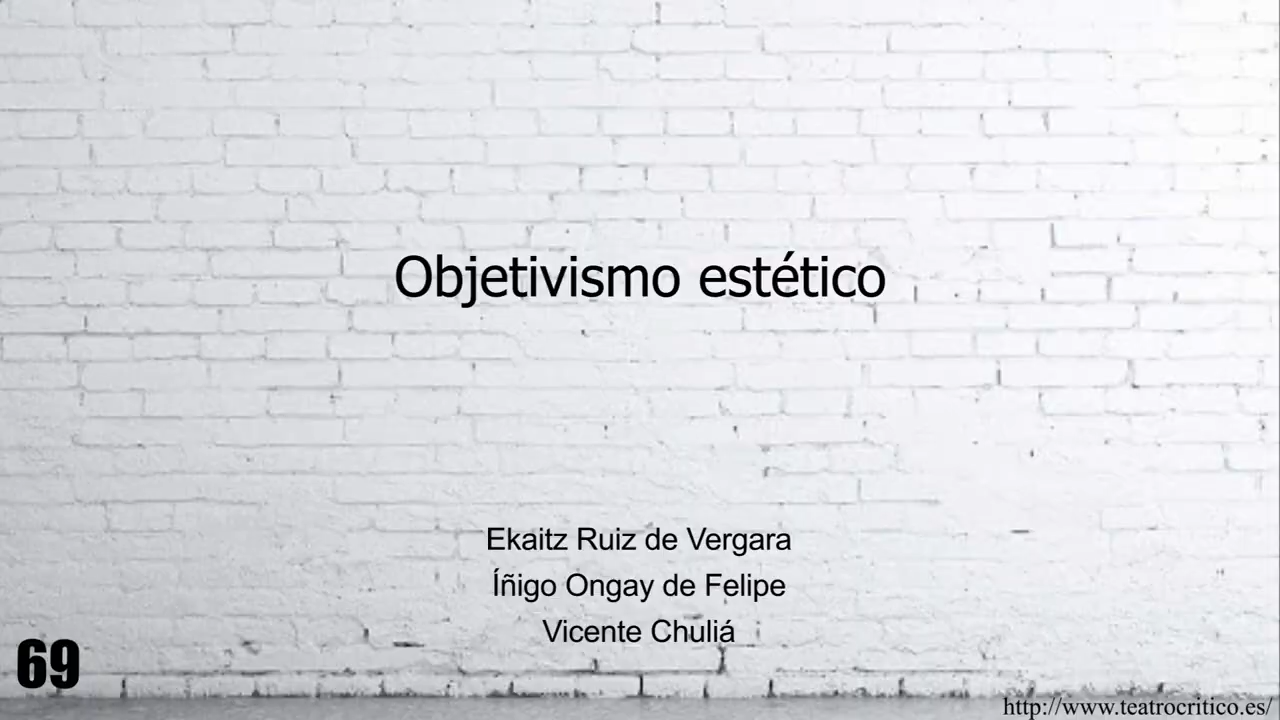 Objetivismo estético
Ekaitz Ruiz de Vergara
Íñigo Ongay de Felipe
Vicente Chuliá
69
http://www.teatrocritico.es/